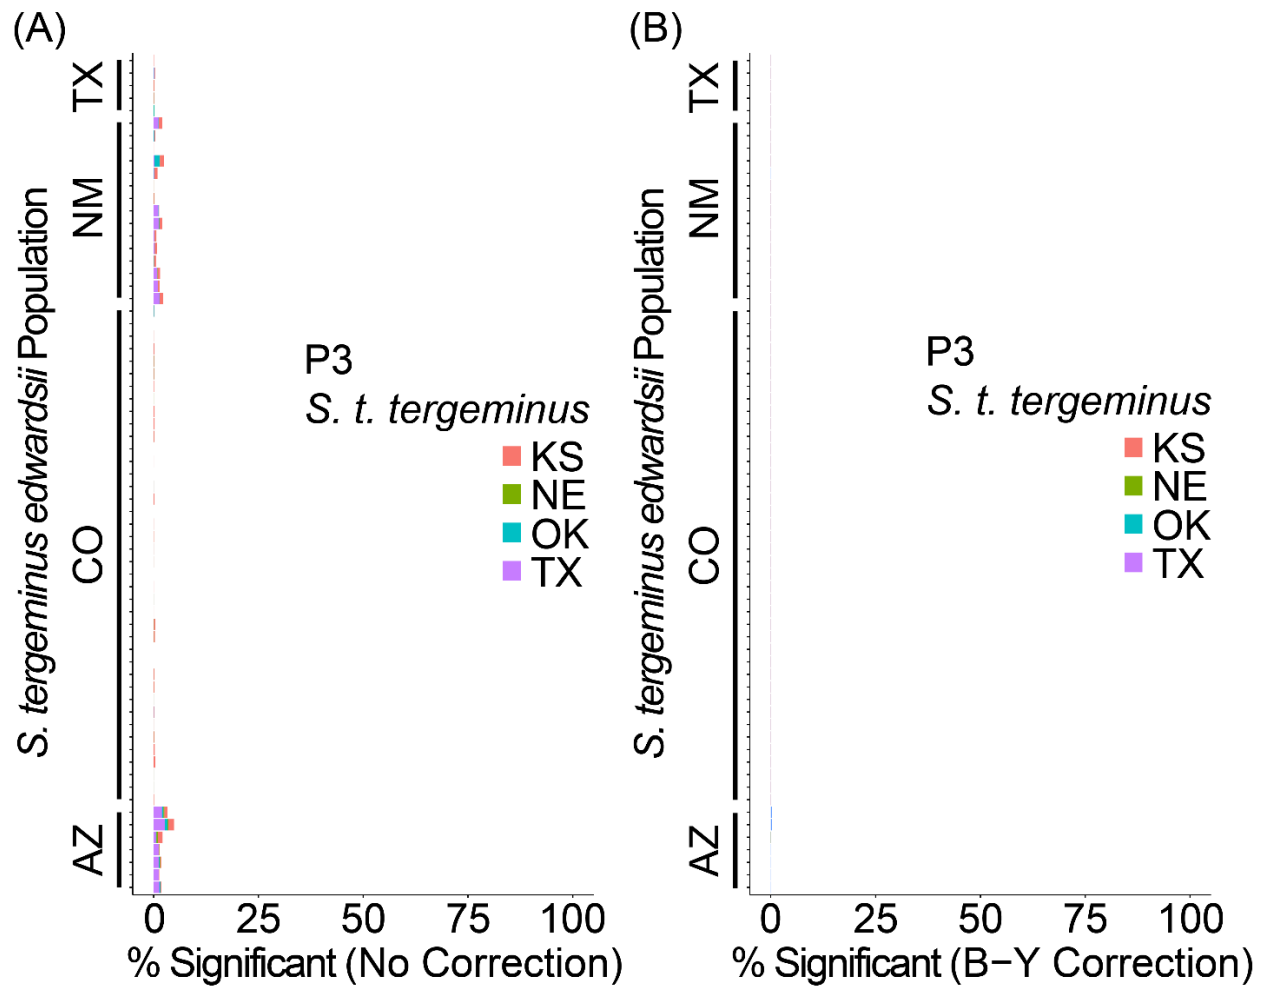 (A)
S. tergeminus edwardsii Population
TX
NM
CO
AZ
P3
S. t. tergeminus
KS
NE
OK
TX
0 25 50 75 100
% Significant (No Correction)
(B)
S. tergeminus edwardsii Population
TX
NM
CO
AZ
P3
S. t. tergeminus
KS
NE
OK
TX
0 25 50 75 100
% Significant (B−Y Correction)